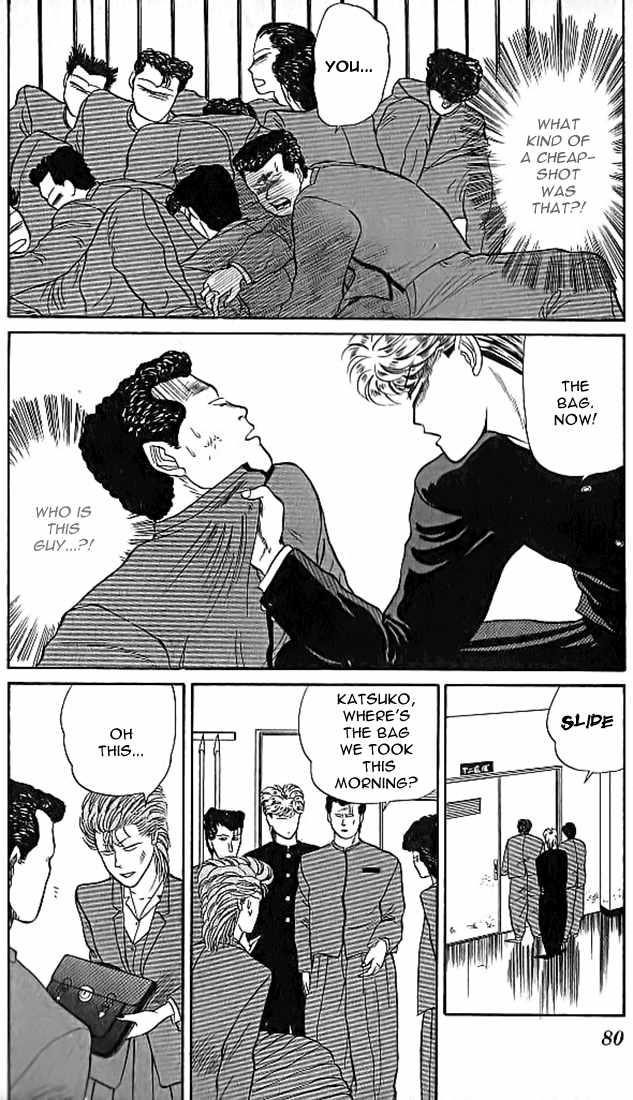 WHAT
KIND OF
A CHEAP-
SHOT
WAS
THAT?!
YOU...
THE
BAG.
NOW!
WHO IS
THIS
GUY...?!
SLIDE
KATSUKO,
WHERE'S
THE BAG
WE TOOK
THIS
MORNING?
OH
THIS...
80